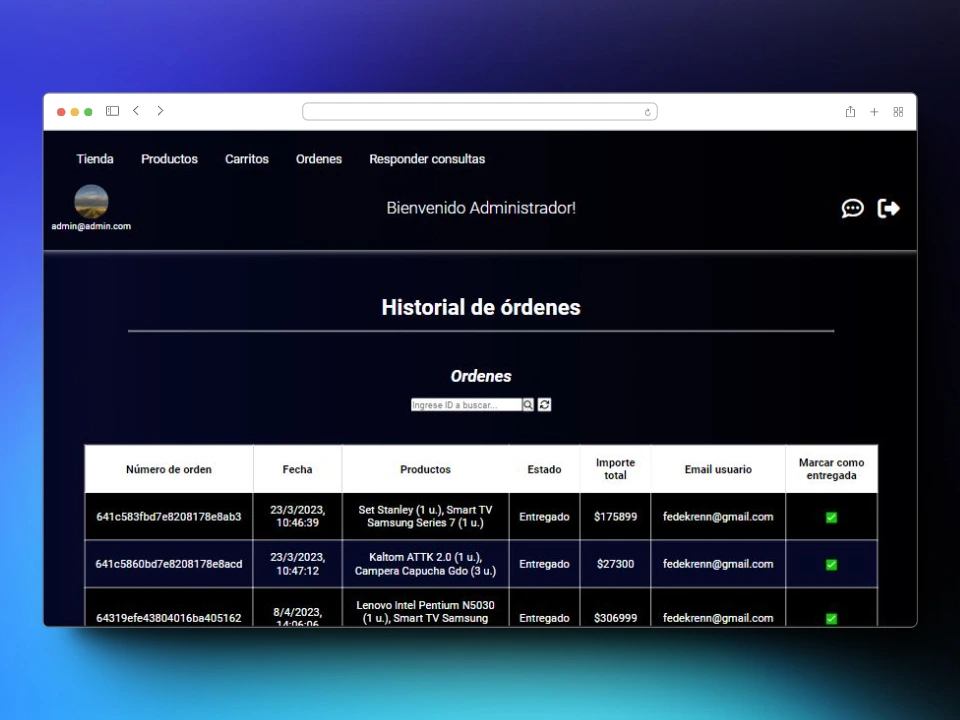 Tienda Productos Carritos Ordenes Responder consultas
admin@admin.com
Bienvenido Administrador!
Historial de órdenes
Ordenes
Ingrese ID a buscar...
Número de orden Fecha Productos Estado Importe total Email usuario Marcar como entregada
641c583fbd7e8208178e8ab3 23/3/2023, 10:46:39 Set Stanley (1 u.), Smart TV Samsung Series 7 (1 u.) Entregado $175899 fedekrenn@gmail.com
641c5860bd7e8208178e8acd 23/3/2023, 10:47:12 Kaltom ATTK 2.0 (1 u.), Campera Capucha Gdo (3 u.) Entregado $27300 fedekrenn@gmail.com
64319efe43804016ba405162 8/4/2023, 14:06:06 Lenovo Intel Pentium N5030 (1 u.), Smart TV Samsung Entregado $306999 fedekrenn@gmail.com